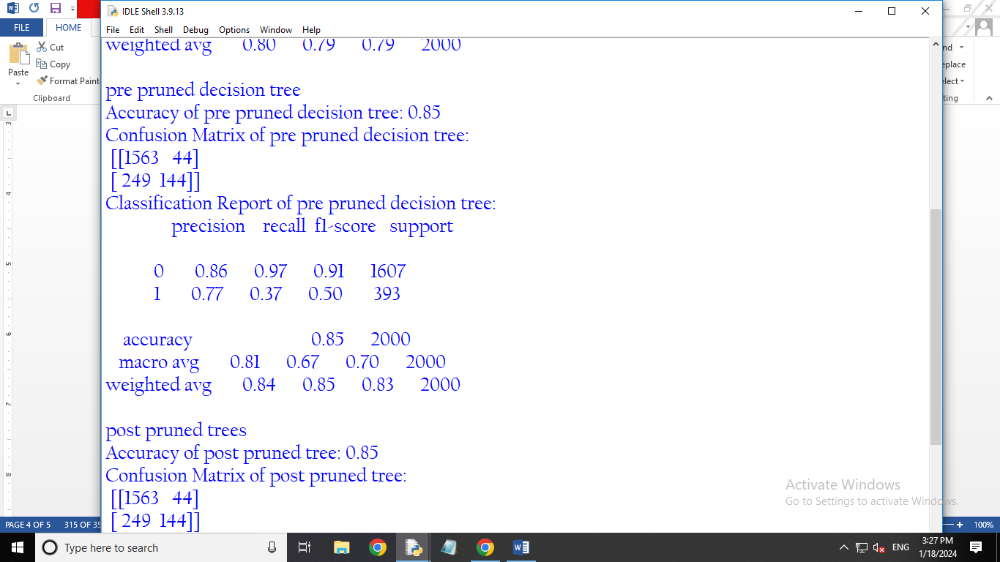 IDLE Shell 3.9.13
FILE HOME
File Edit Shell Debug Options Window Help
Cut
Copy
Paste
Format Paint
Clipboard
weighted avg 0.80 0.79 0.79 2000
pre pruned decision tree
Accuracy of pre pruned decision tree: 0.85
Confusion Matrix of pre pruned decision tree:
[[1563 44]
[ 249 144]]
Classification Report of pre pruned decision tree:
precision recall f1-score support
0 0.86 0.97 0.91 1607
1 0.77 0.37 0.50 393
accuracy 0.85 2000
macro avg 0.81 0.67 0.70 2000
weighted avg 0.84 0.85 0.83 2000
post pruned trees
Accuracy of post pruned tree: 0.85
Confusion Matrix of post pruned tree:
[[1563 44]
[ 249 144]]
nd
eplace
elect
ting
3
4
5
6
7
8
Activate Windows
Go to Settings to activate Windows.
PAGE 4 OF 5 315 OF 35 100%
Type here to search
ENG
3:27 PM
1/18/2024